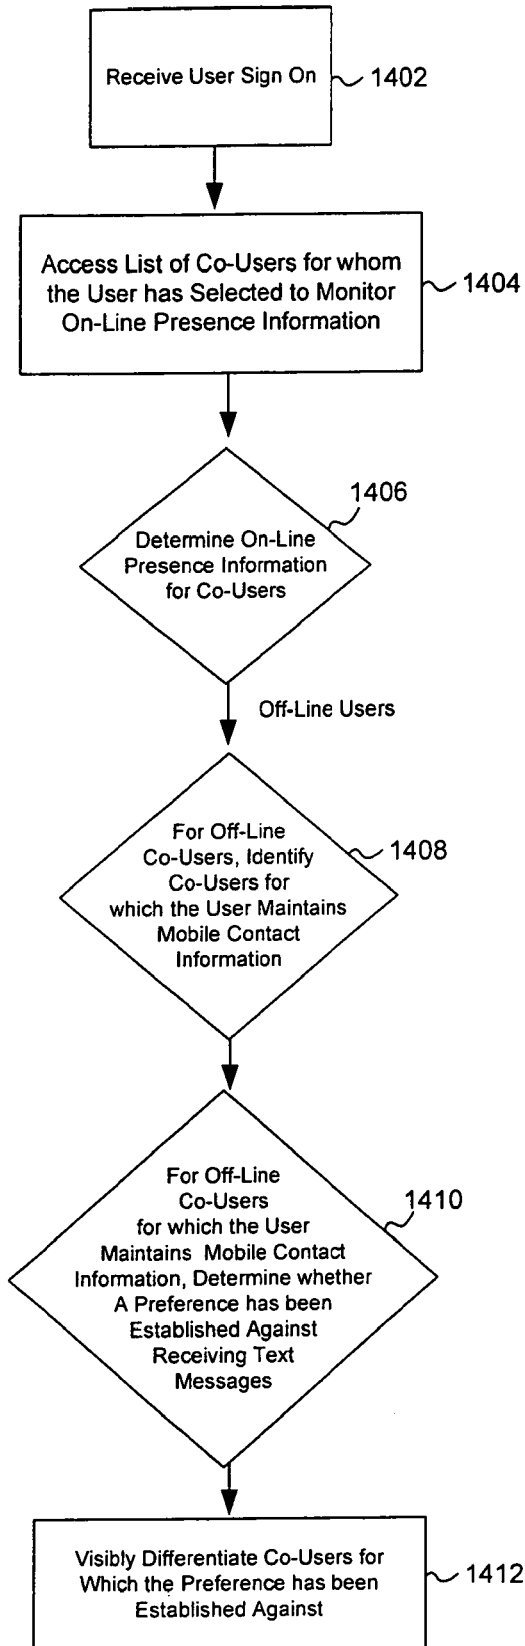 Receive User Sign On
1402
Access List of Co-Users for whom
the User has Selected to Monitor
On-Line Presence Information
1404
1406
Determine On-Line
Presence Information
for Co-Users
Off-Line Users
For Off-Line
Co-Users, Identify
Co-Users for
which the User Maintains
Mobile Contact
Information
1408
For Off-Line
Co-Users
for which the User
Maintains Mobile Contact
Information, Determine whether
A Preference has been
Established Against
Receiving Text
Messages
1410
Visibly Differentiate Co-Users for
Which the Preference has been
Established Against
1412